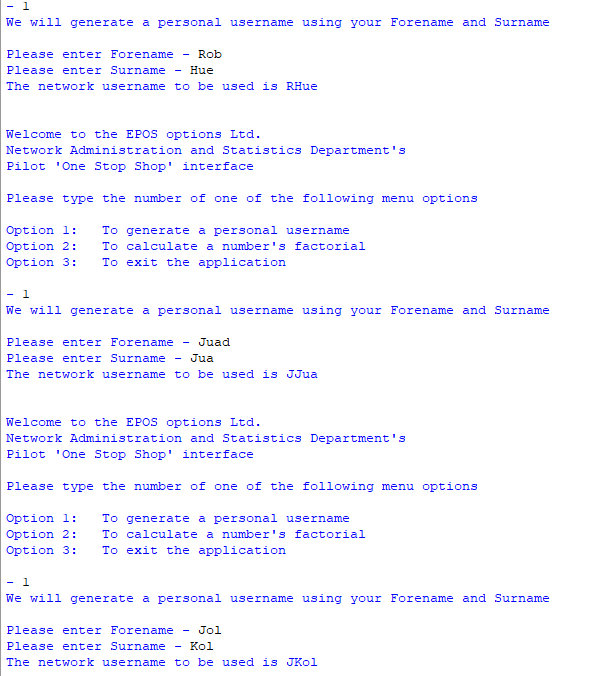 - 1
We will generate a personal username using your Forename and Surname
Please enter Forename - Rob
Please enter Surname - Hue
The network username to be used is RHue
Welcome to the EPOS options Ltd.
Network Administration and Statistics Department's
Pilot 'One Stop Shop' interface
Please type the number of one of the following menu options
Option 1:   To generate a personal username
Option 2:   To calculate a number's factorial
Option 3:   To exit the application
- 1
We will generate a personal username using your Forename and Surname
Please enter Forename - Juad
Please enter Surname - Jua
The network username to be used is JJua
Welcome to the EPOS options Ltd.
Network Administration and Statistics Department's
Pilot 'One Stop Shop' interface
Please type the number of one of the following menu options
Option 1:   To generate a personal username
Option 2:   To calculate a number's factorial
Option 3:   To exit the application
- 1
We will generate a personal username using your Forename and Surname
Please enter Forename - Jol
Please enter Surname - Kol
The network username to be used is JKol